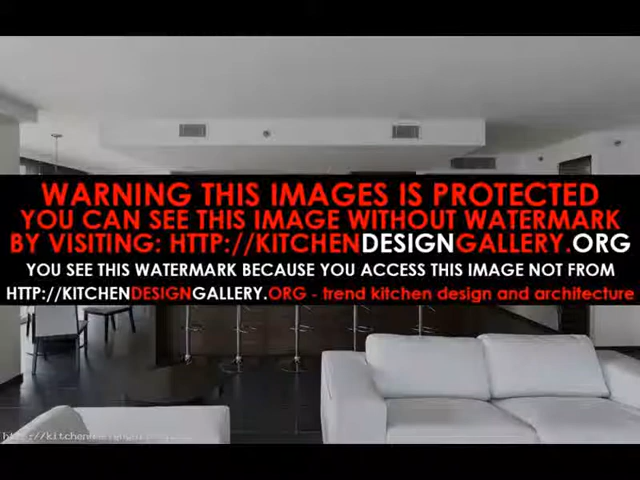 WARNING THIS IMAGES IS PROTECTED
YOU CAN SEE THIS IMAGE WITHOUT WATERMARK
BY VISITING: HTTP://KITCHENDESIGNGALLERY.ORG
YOU SEE THIS WATERMARK BECAUSE YOU ACCESS THIS IMAGE NOT FROM
HTTP://KITCHENDESIGNGALLERY.ORG - trend kitchen design and architecture